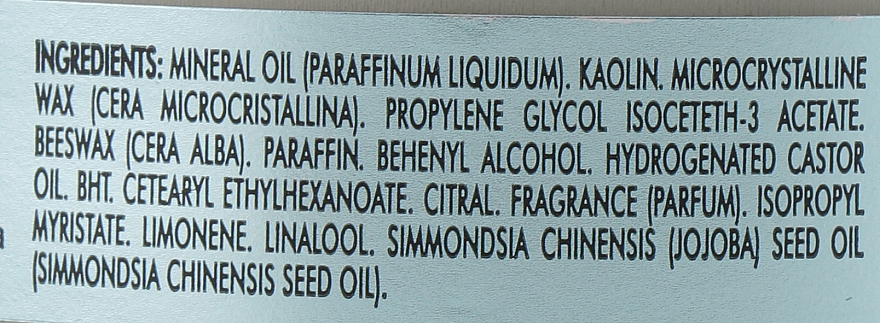 INGREDIENTS: MINERAL OIL (PARAFFINUM LIQUIDUM). KAOLIN. MICROCRYSTALLINE
WAX (CERA MICROCRISTALLINA). PROPYLENE GLYCOL ISOCETETH-3 ACETATE.
BEESWAX (CERA ALBA). PARAFFIN. BEHENYL ALCOHOL. HYDROGENATED CASTOR
OIL. BHT. CETEARYL ETHYLHEXANOATE. CITRAL. FRAGRANCE (PARFUM). ISOPROPYL
MYRISTATE. LIMONENE. LINALOOL. SIMMONDSIA CHINENSIS (JOJOBA) SEED OIL
(SIMMONDSIA CHINENSIS SEED OIL).